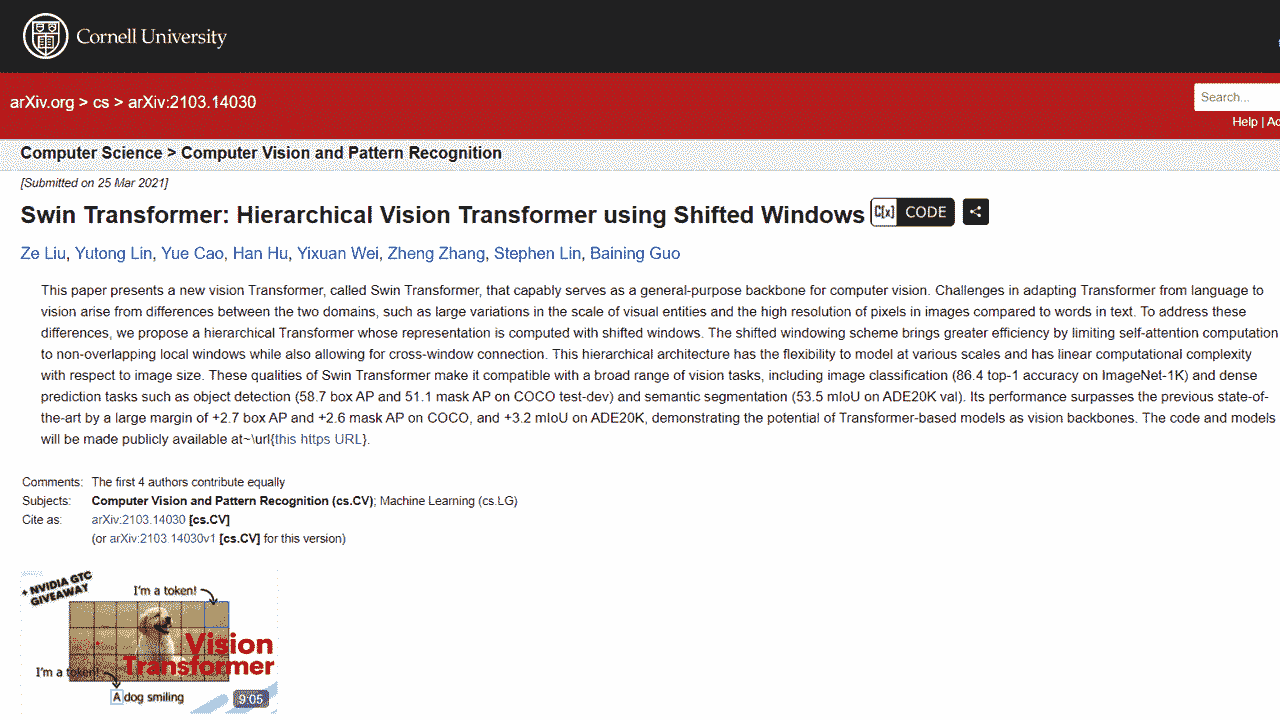 Cornell University
arXiv.org > cs > arXiv:2103.14030
Search...
Help |
Computer Science > Computer Vision and Pattern Recognition
[Submitted on 25 Mar 2021]
Swin Transformer: Hierarchical Vision Transformer using Shifted Windows C[x] CODE
Ze Liu, Yutong Lin, Yue Cao, Han Hu, Yixuan Wei, Zheng Zhang, Stephen Lin, Baining Guo
This paper presents a new vision Transformer, called Swin Transformer, that capably serves as a general-purpose backbone for computer vision. Challenges in adapting Transformer from language to
vision arise from differences between the two domains, such as large variations in the scale of visual entities and the high resolution of pixels in images compared to words in text. To address these
differences, we propose a hierarchical Transformer whose representation is computed with shifted windows. The shifted windowing scheme brings greater efficiency by limiting self-attention computation
to non-overlapping local windows while also allowing for cross-window connection. This hierarchical architecture has the flexibility to model at various scales and has linear computational complexity
with respect to image size. These qualities of Swin Transformer make it compatible with a broad range of vision tasks, including image classification (86.4 top-1 accuracy on ImageNet-1K) and dense
prediction tasks such as object detection (58.7 box AP and 51.1 mask AP on COCO test-dev) and semantic segmentation (53.5 mIoU on ADE20K val). Its performance surpasses the previous state-of-
the-art by a large margin of +2.7 box AP and +2.6 mask AP on COCO, and +3.2 mIoU on ADE20K, demonstrating the potential of Transformer-based models as vision backbones. The code and models
will be made publicly available at~\url{this https URL}.
Comments: The first 4 authors contribute equally
Subjects: Computer Vision and Pattern Recognition (cs.CV); Machine Learning (cs.LG)
Cite as: arXiv:2103.14030 [cs.CV]
(or arXiv:2103.14030v1 [cs.CV] for this version)
+ NVIDIA GTC
GIVEAWAY
I'm a token!
Vision
Transformer
I'm a token!
A dog smiling
9:05